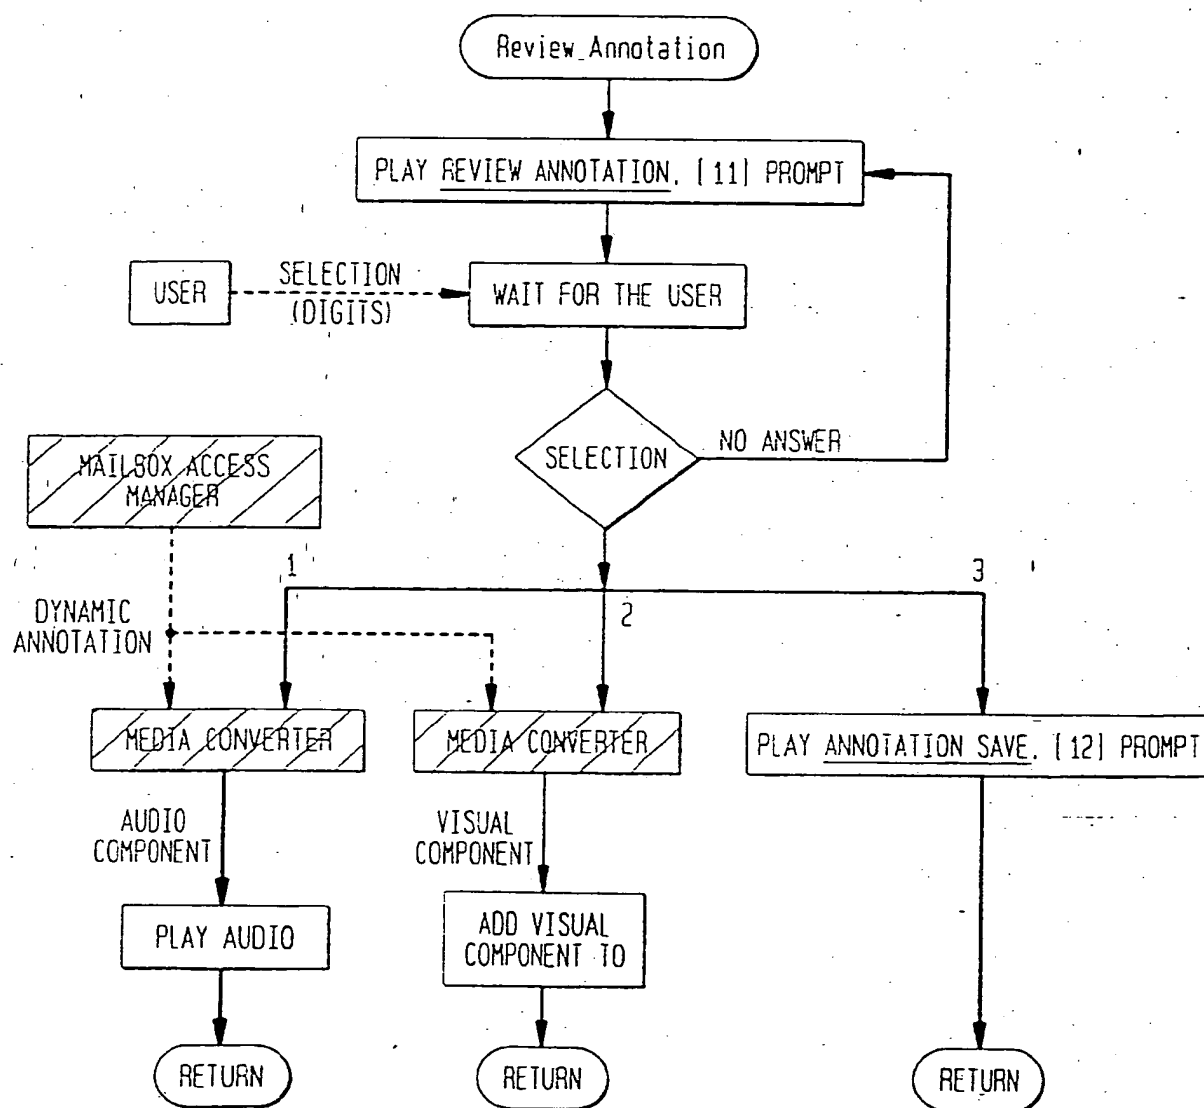 Review_Annotation
PLAY REVIEW ANNOTATION. [11] PROMPT
USER
SELECTION
(DIGITS)
WAIT FOR THE USER
SELECTION
NO ANSWER
MAILBOX ACCESS
MANAGER
1
2
3
DYNAMIC
ANNOTATION
MEDIA CONVERTER
MEDIA CONVERTER
PLAY ANNOTATION SAVE. [12] PROMPT
AUDIO
COMPONENT
VISUAL
COMPONENT
PLAY AUDIO
ADD VISUAL
COMPONENT TO
RETURN
RETURN
RETURN